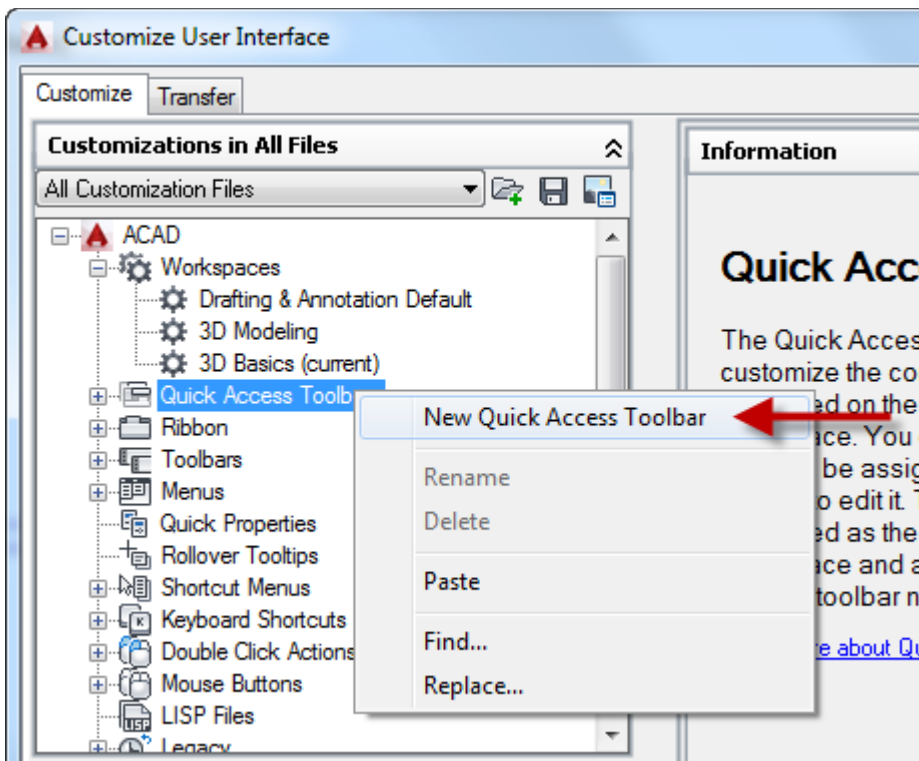 Customize User Interface
Customize Transfer
Customizations in All Files
All Customization Files
ACAD
Workspaces
Drafting & Annotation Default
3D Modeling
3D Basics (current)
Quick Access Toolb
Ribbon
Toolbars
Menus
Quick Properties
Rollover Tooltips
Shortcut Menus
Keyboard Shortcuts
Double Click Actions
Mouse Buttons
LISP Files
Legacy
New Quick Access Toolbar
Rename
Delete
Paste
Find...
Replace...
Information
Quick Acc
The Quick Acces
customize the co
ed on the
ace. You
be assig
o edit it.
ed as the
ace and a
toolbar n
re about Qu